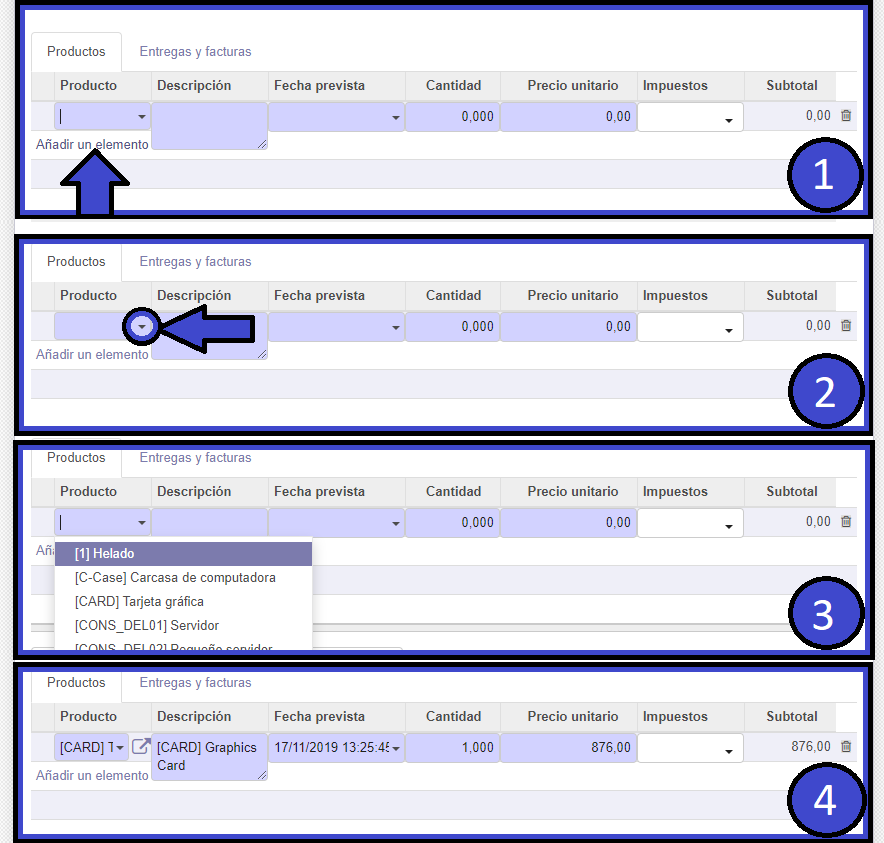 Productos Entregas y facturas
Producto Descripción Fecha prevista Cantidad Precio unitario Impuestos Subtotal
0,000 0,00 0,00
Añadir un elemento
1
Productos Entregas y facturas
Producto Descripción Fecha prevista Cantidad Precio unitario Impuestos Subtotal
0,000 0,00 0,00
Añadir un elemento
2
Productos Entregas y facturas
Producto Descripción Fecha prevista Cantidad Precio unitario Impuestos Subtotal
0,000 0,00 0,00
Aña
[1] Helado
[C-Case] Carcasa de computadora
[CARD] Tarjeta gráfica
[CONS_DEL01] Servidor
[CONS_DEL02] Pequeño servidor
3
Productos Entregas y facturas
Producto Descripción Fecha prevista Cantidad Precio unitario Impuestos Subtotal
[CARD] T [CARD] Graphics 17/11/2019 13:25:45 1,000 876,00 876,00
Card
Añadir un elemento
4